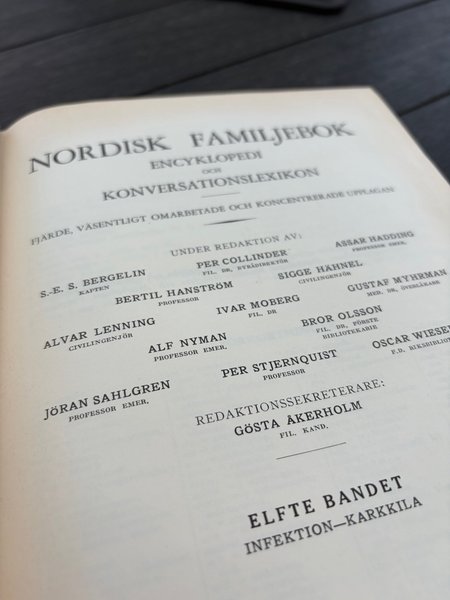 NORDISK FAMILJEBOK
ENCYKLOPEDI
OCH
KONVERSATIONSLEXIKON
FJÄRDE, VÄSENTLIGT OMARBETADE OCH KONCENTRERADE UPPLAGAN
UNDER REDAKTION AV:
S.-E. S. BERGELIN
KAPTEN
PER COLLINDER
FIL. DR, BYRÅDIREKTÖR
ASSAR HADDING
PROFESSOR EMER.
BERTIL HANSTRÖM
PROFESSOR
SIGGE HÄHNEL
CIVILINGENJÖR
ALVAR LENNING
CIVILINGENJÖR
IVAR MOBERG
FIL. DR
GUSTAF MYHRMAN
MED. DR, ÖVERLÄKARE
ALF NYMAN
PROFESSOR EMER.
BROR OLSSON
FIL. DR, FÖRSTE
BIBLIOTEKARIE
JÖRAN SAHLGREN
PROFESSOR EMER.
PER STJERNQUIST
PROFESSOR
OSCAR WIESEL
F.D. RIKSBIBLIOT
REDAKTIONSSEKRETERARE:
GÖSTA ÅKERHOLM
FIL. KAND.
ELFTE BANDET
INFEKTION—KARKKILA